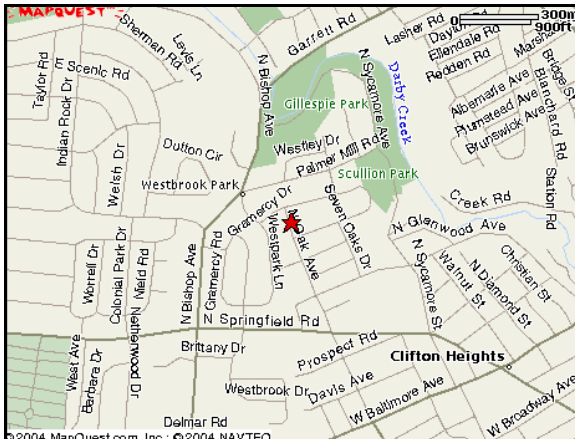 MAPQUEST
0 300m
900ft
Sherman Rd
Levis Ln
Taylor Rd
E Scenic Rd
Indian Rock Dr
N Bishop Ave
Garrett Rd
Lasher Rd
Ellendale Rd
Redden Rd
N Sycamore Ave
Darby Creek
Gillespie Park
Albemarle Ave
Plumstead Ave
Brunswick Ave
Blanchard Rd
Bridge St
Station Rd
Dutton Cir
Westley Dr
Palmer Mill Rd
Scullion Park
Welsh Dr
Westbrook Park
Creek Rd
Gramercy Dr
N Oak Ave
Seven Oaks Dr
N Glenwood Ave
Westpark Ln
Gramercy Rd
N Bishop Ave
Worrell Dr
Colonial Park Dr
Nield Rd
Netherwood Dr
N Sycamore St
Walnut St
N Diamond St
Christian St
N Springfield Rd
Brittany Dr
Prospect Rd
Clifton Heights
West Ave
Barbara Dr
Westbrook Dr
Davis Ave
W Baltimore Ave
W Broadway Ave
Delmar Rd
©2004 MapQuest.com, Inc.; ©2004 NAVTEQ